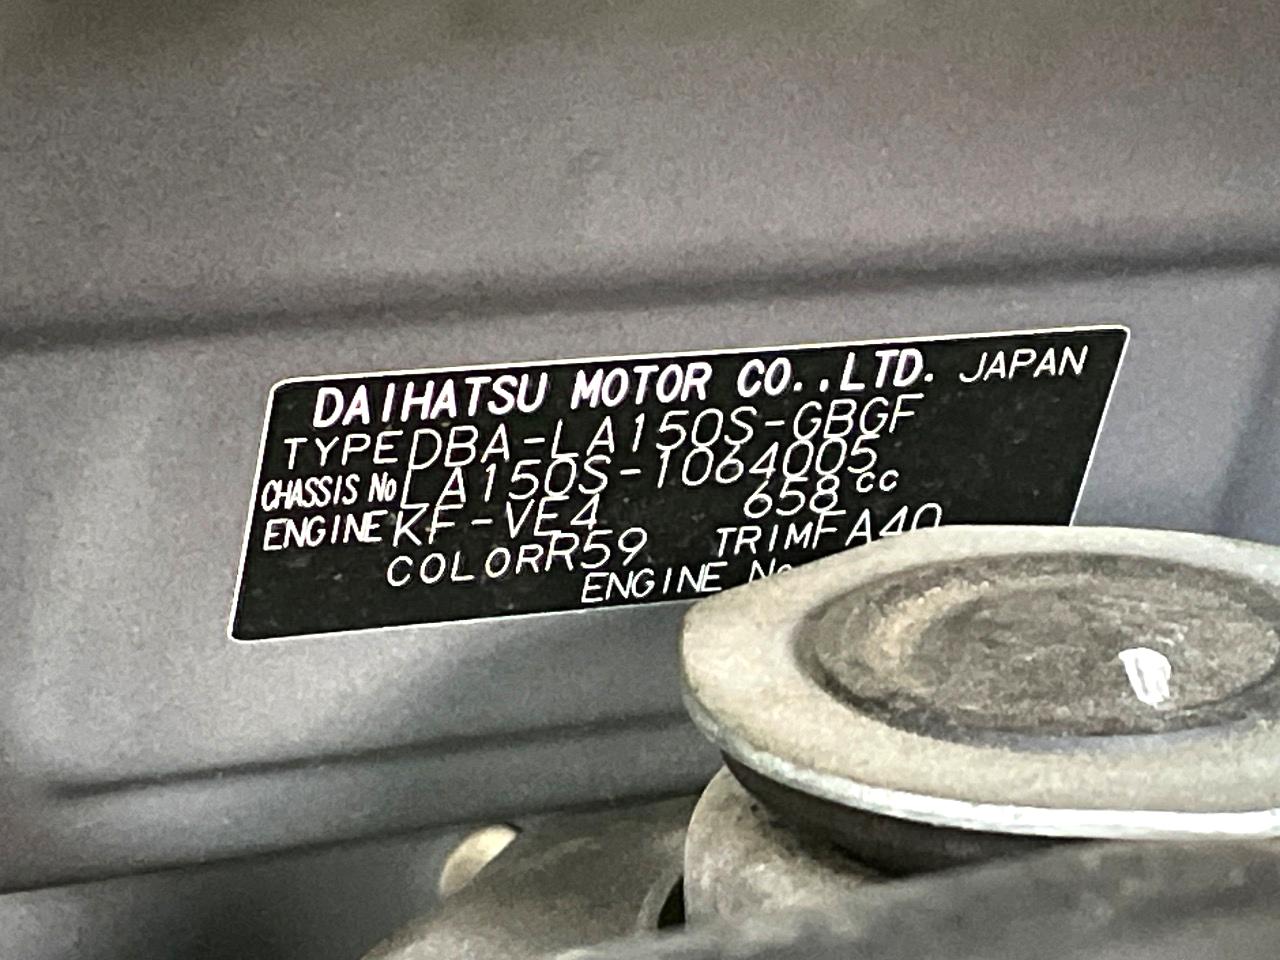 DAIHATSU MOTOR CO.,LTD. JAPAN
TYPE DBA-LA150S-GBGF
CHASSIS No LA150S-1064005
ENGINE KF-VE4 658cc
COLOR R59 TRIM FA40
ENGINE No